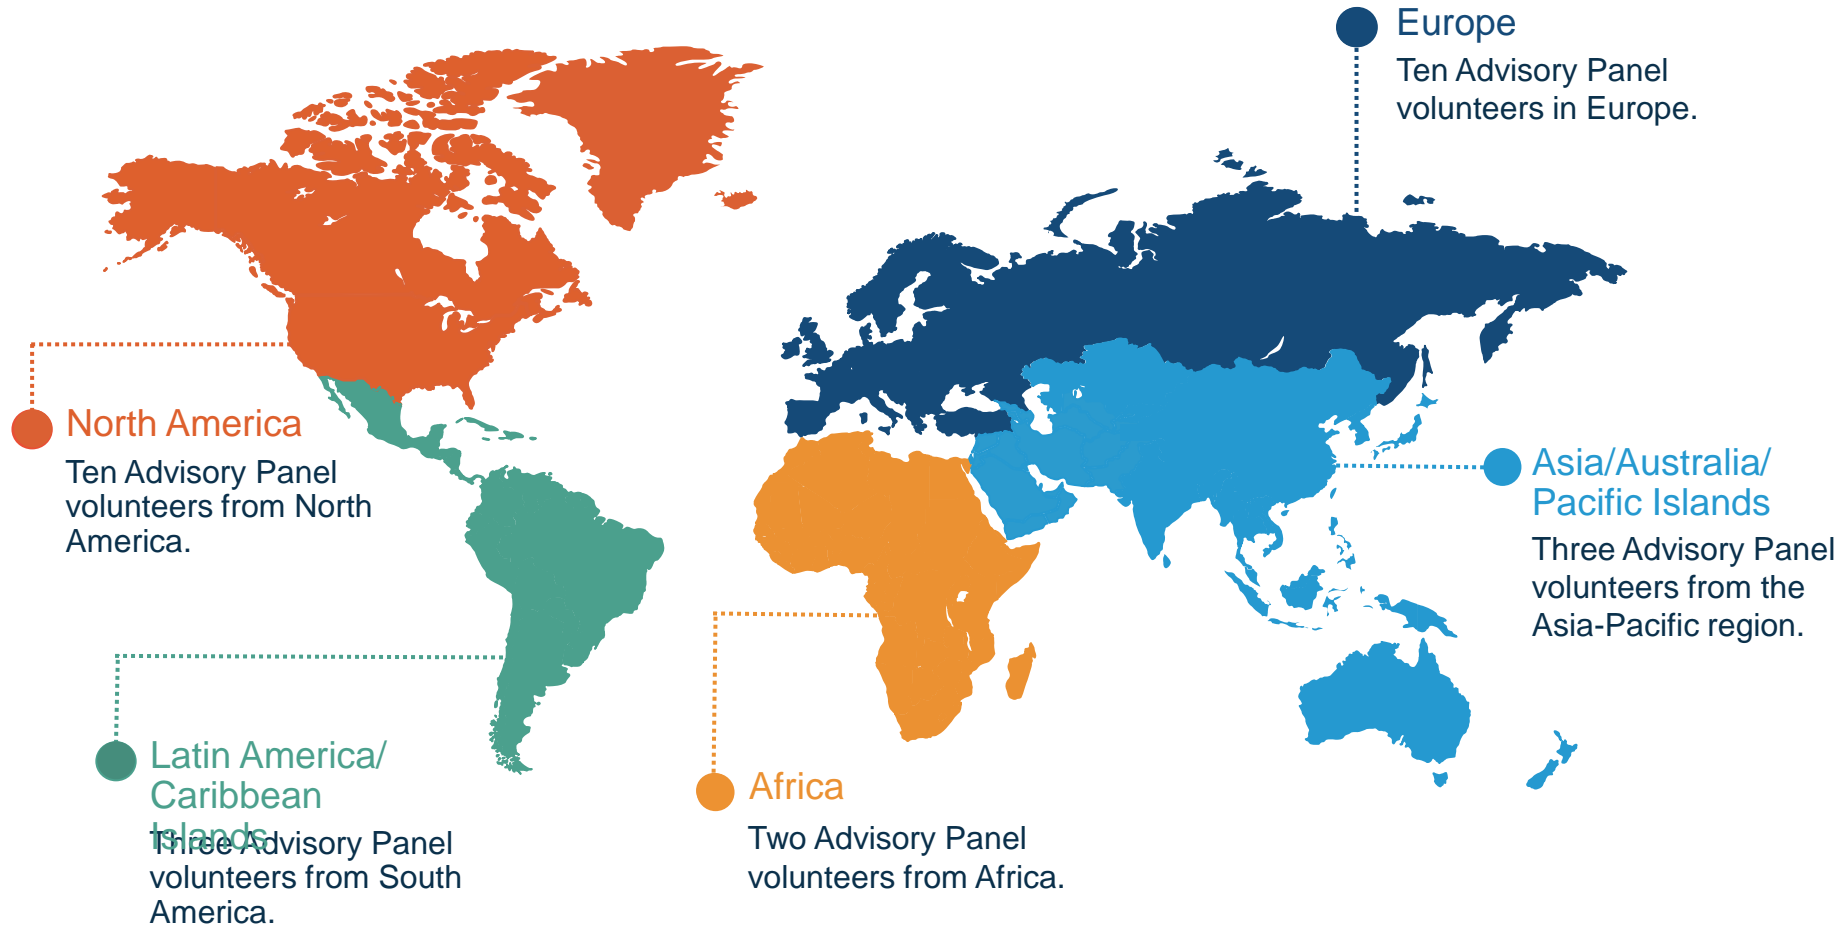 Europe
Ten Advisory Panel
volunteers in Europe.
North America
Ten Advisory Panel
volunteers from North
America.
Asia/Australia/
Pacific Islands
Three Advisory Panel
volunteers from the
Asia-Pacific region.
Latin America/
Caribbean
Islands
Three Advisory Panel
volunteers from South
America.
Africa
Two Advisory Panel
volunteers from Africa.